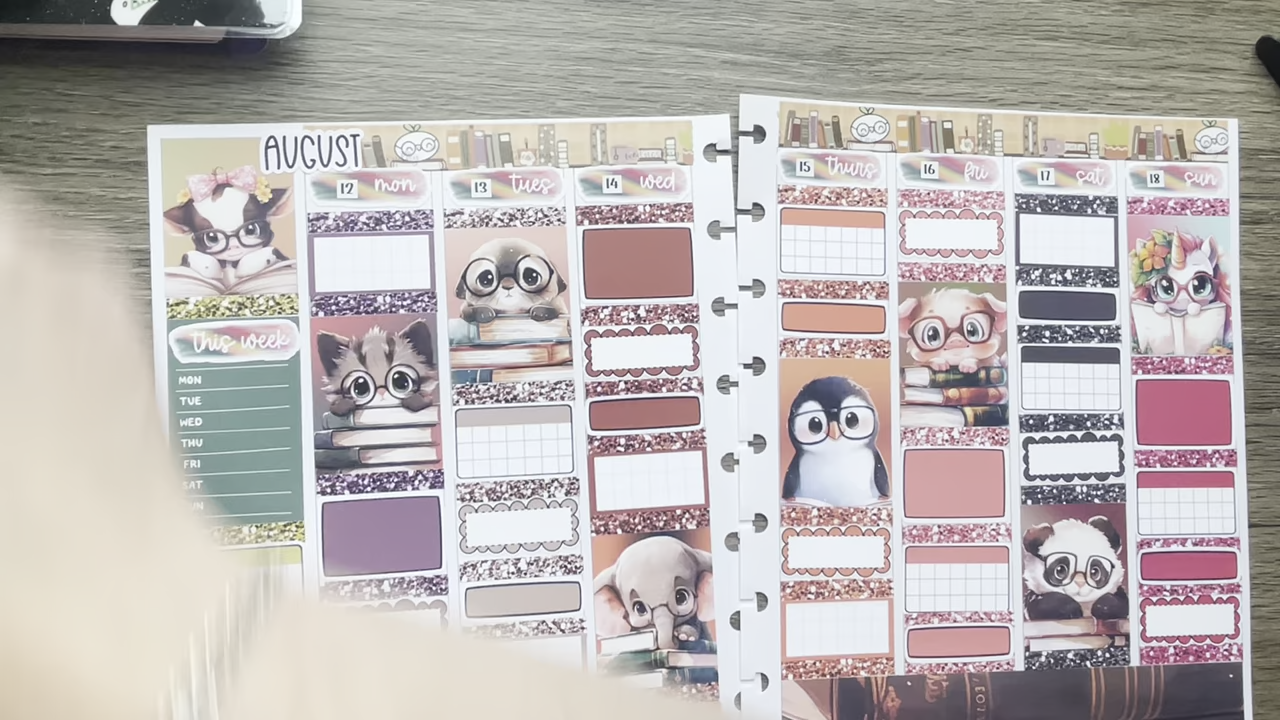 AUGUST
12 mon
13 tues
14 wed
15 thurs
16 fri
17 sat
18 sun
this week
MON
TUE
WED
THU
FRI
SAT